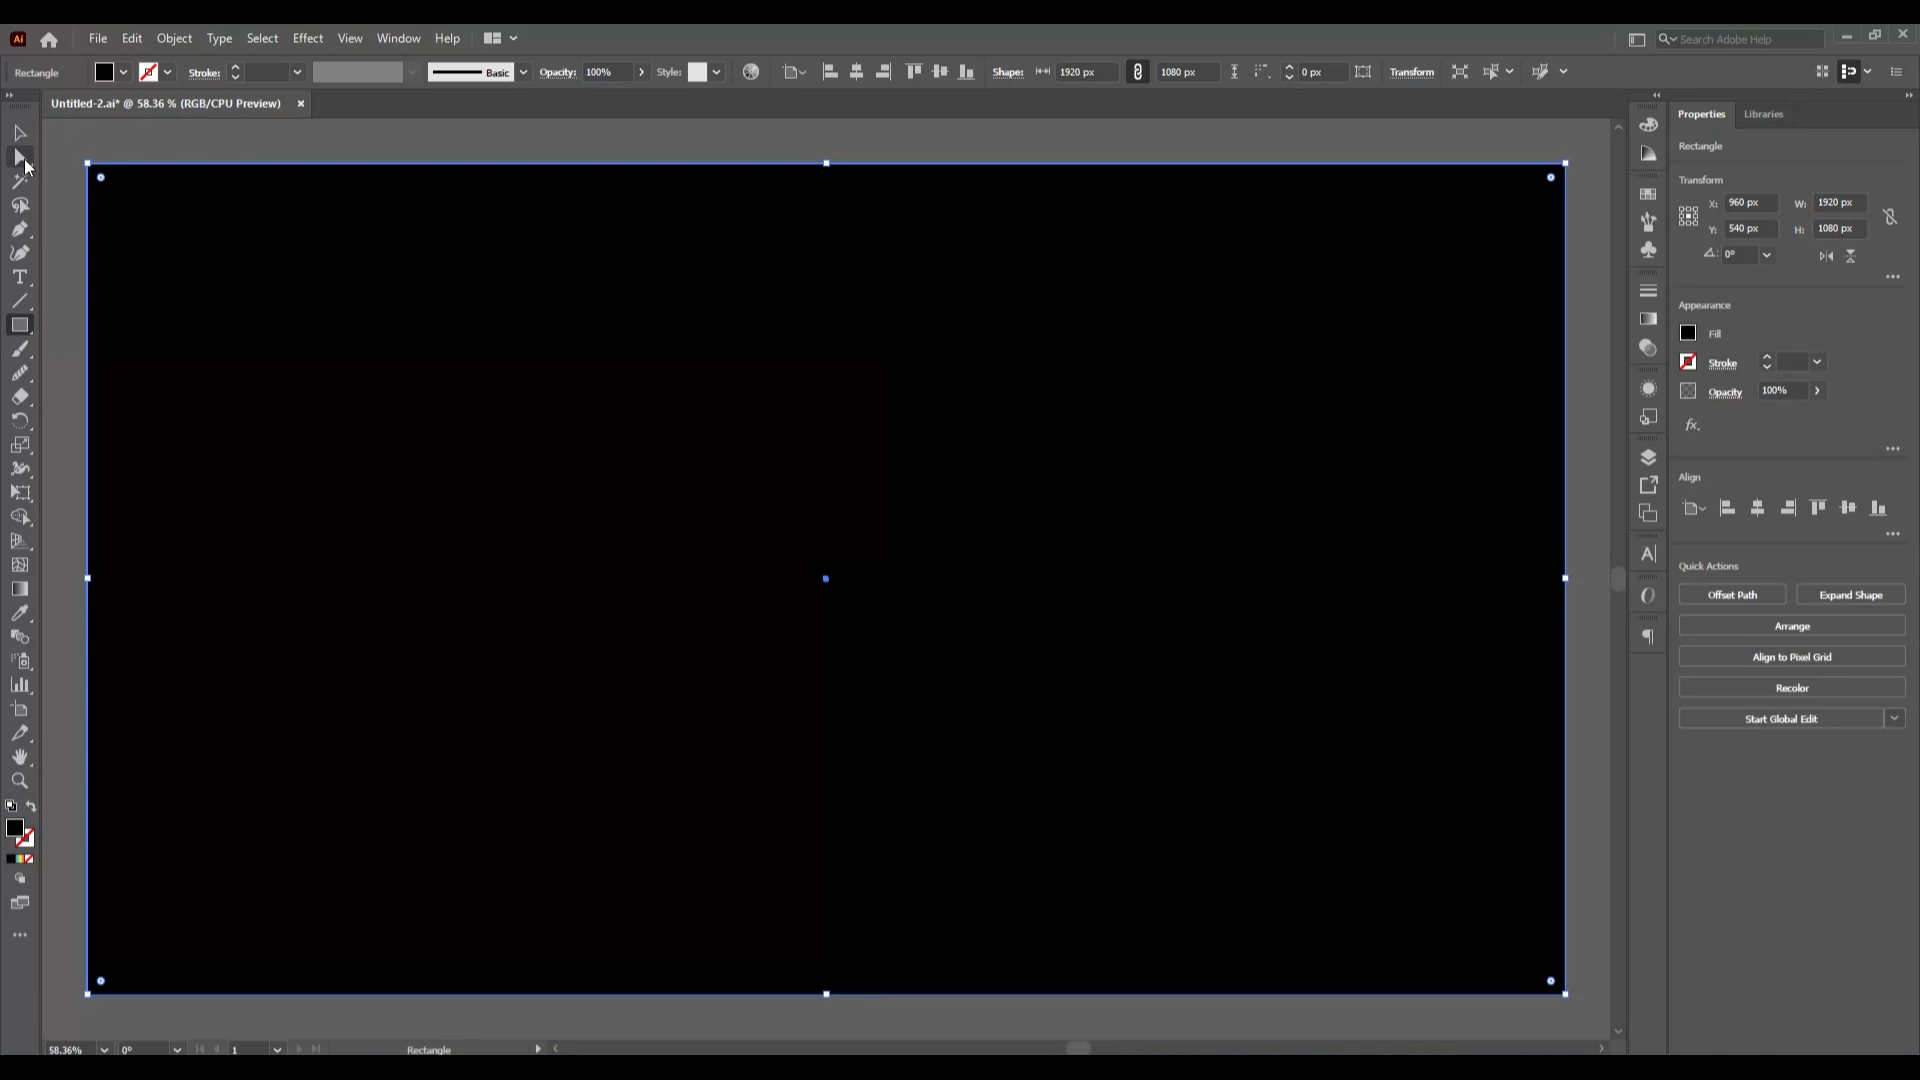 Ai File Edit Object Type Select Effect View Window Help Search Adobe Help
Rectangle Stroke: Basic Opacity: 100% Style: Shape: 1920 px 1080 px 0 px Transform
Untitled-2.ai* @ 58.36 % (RGB/CPU Preview)
Properties Libraries
Rectangle
Transform
X: 960 px W: 1920 px
Y: 540 px H: 1080 px
0°
Appearance
Fill
Stroke
Opacity 100%
fx.
Align
Quick Actions
Offset Path Expand Shape
Arrange
Align to Pixel Grid
Recolor
Start Global Edit
58.36% 0° 1 Rectangle